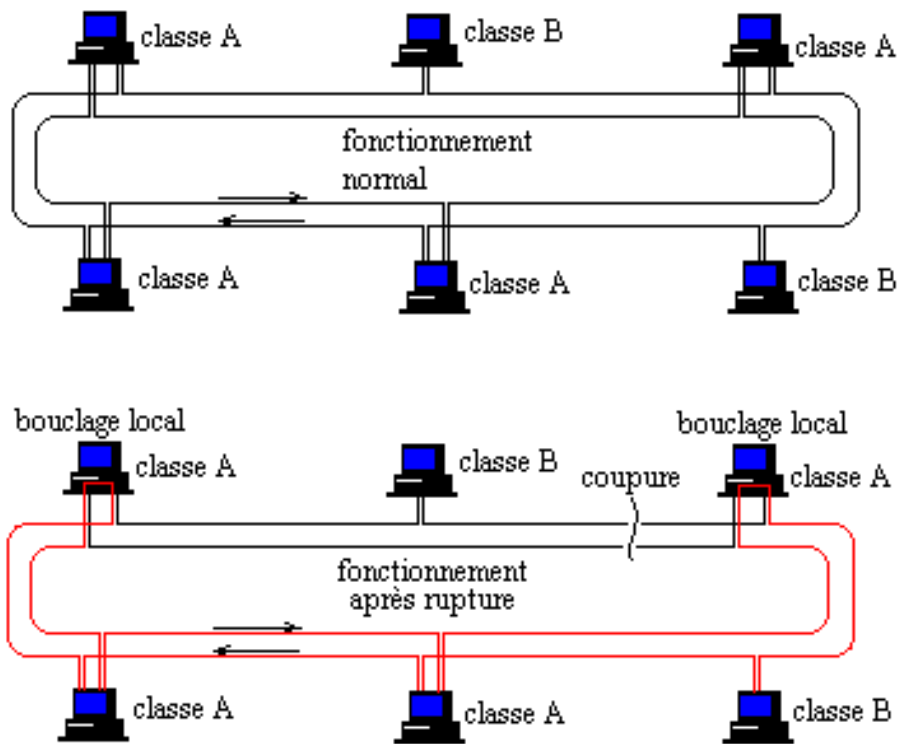 classe A
classe B
classe A
fonctionnement
normal
classe A
classe A
classe B
bouclage local
bouclage local
classe A
classe B
coupure
classe A
fonctionnement
après rupture
classe A
classe A
classe B